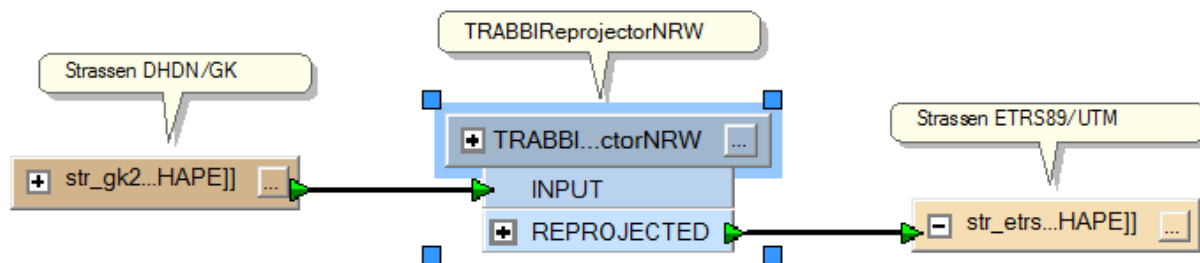 TRABBIReprojectorNRW
Strassen DHDN/GK
Strassen ETRS89/UTM
TRABBI...ctorNRW ...
str_gk2...HAPE]] ...
INPUT
REPROJECTED
str_etrs...HAPE]] ...